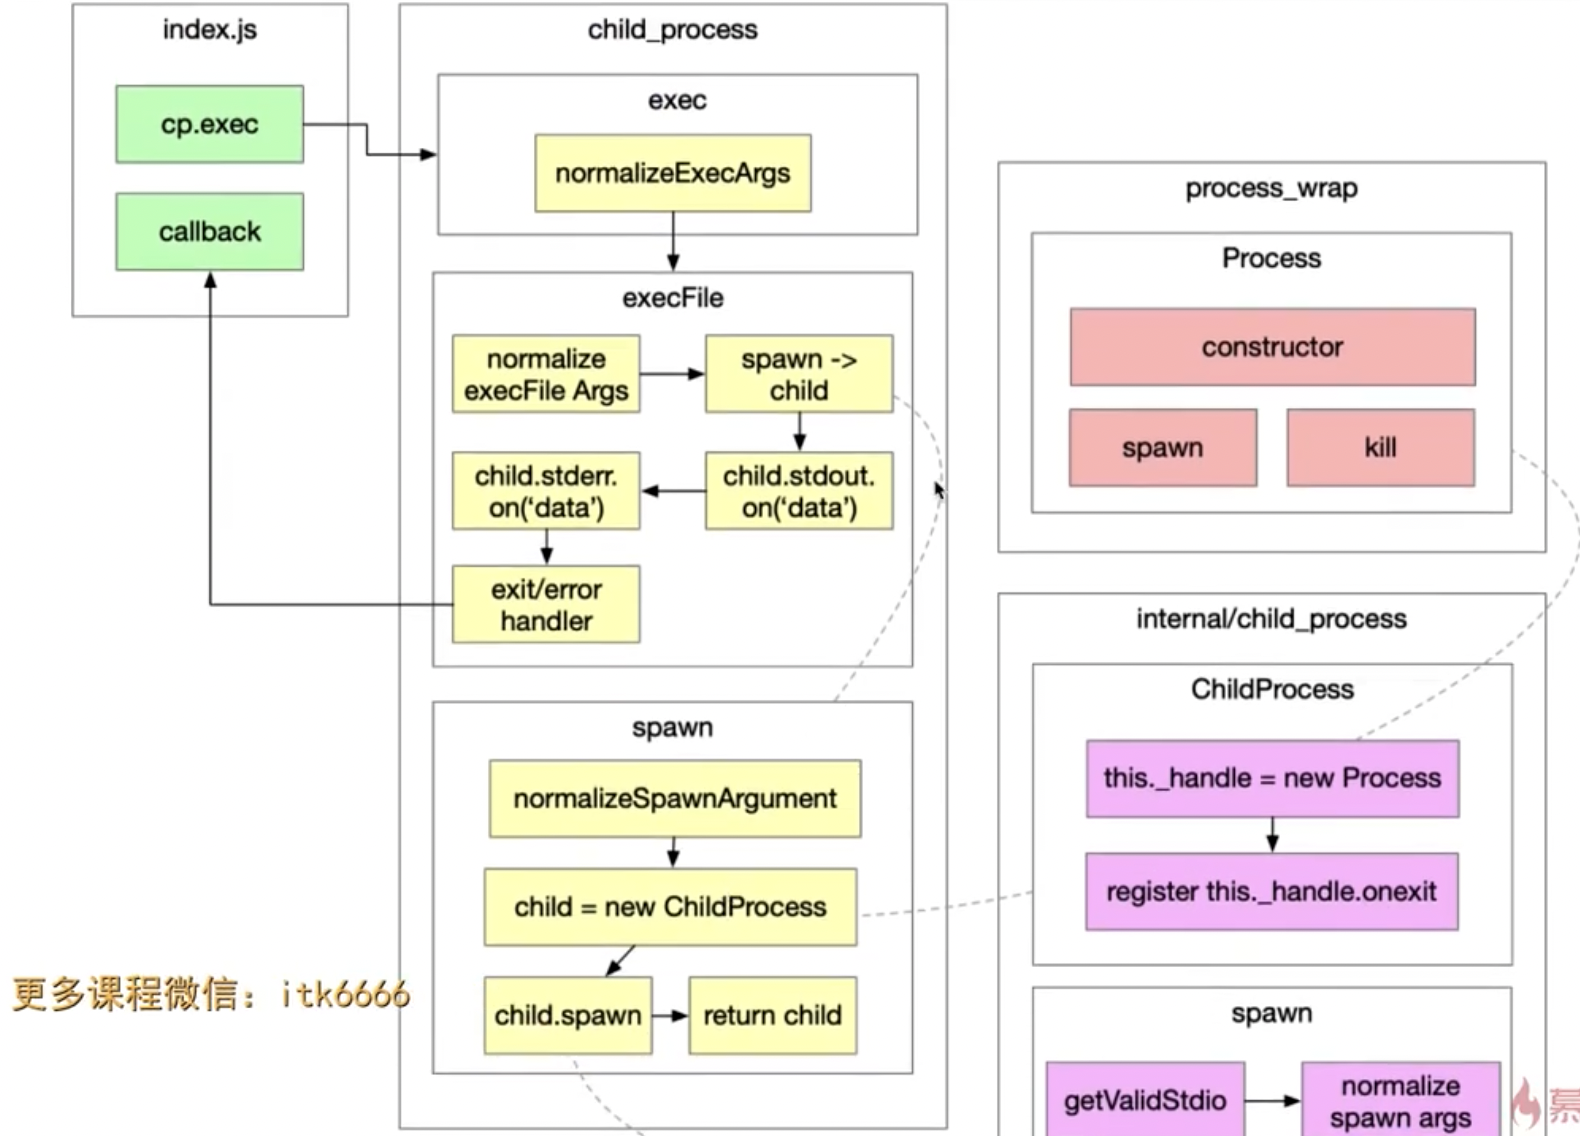 index.js
cp.exec
callback
child_process
exec
normalizeExecArgs
execFile
normalize
execFile Args
spawn ->
child
child.stderr.
on(‘data’)
child.stdout.
on(‘data’)
exit/error
handler
spawn
normalizeSpawnArgument
child = new ChildProcess
child.spawn
return child
process_wrap
Process
constructor
spawn
kill
internal/child_process
ChildProcess
this._handle = new Process
register this._handle.onexit
spawn
getValidStdio
normalize
spawn args
更多课程微信：itk6666
慕